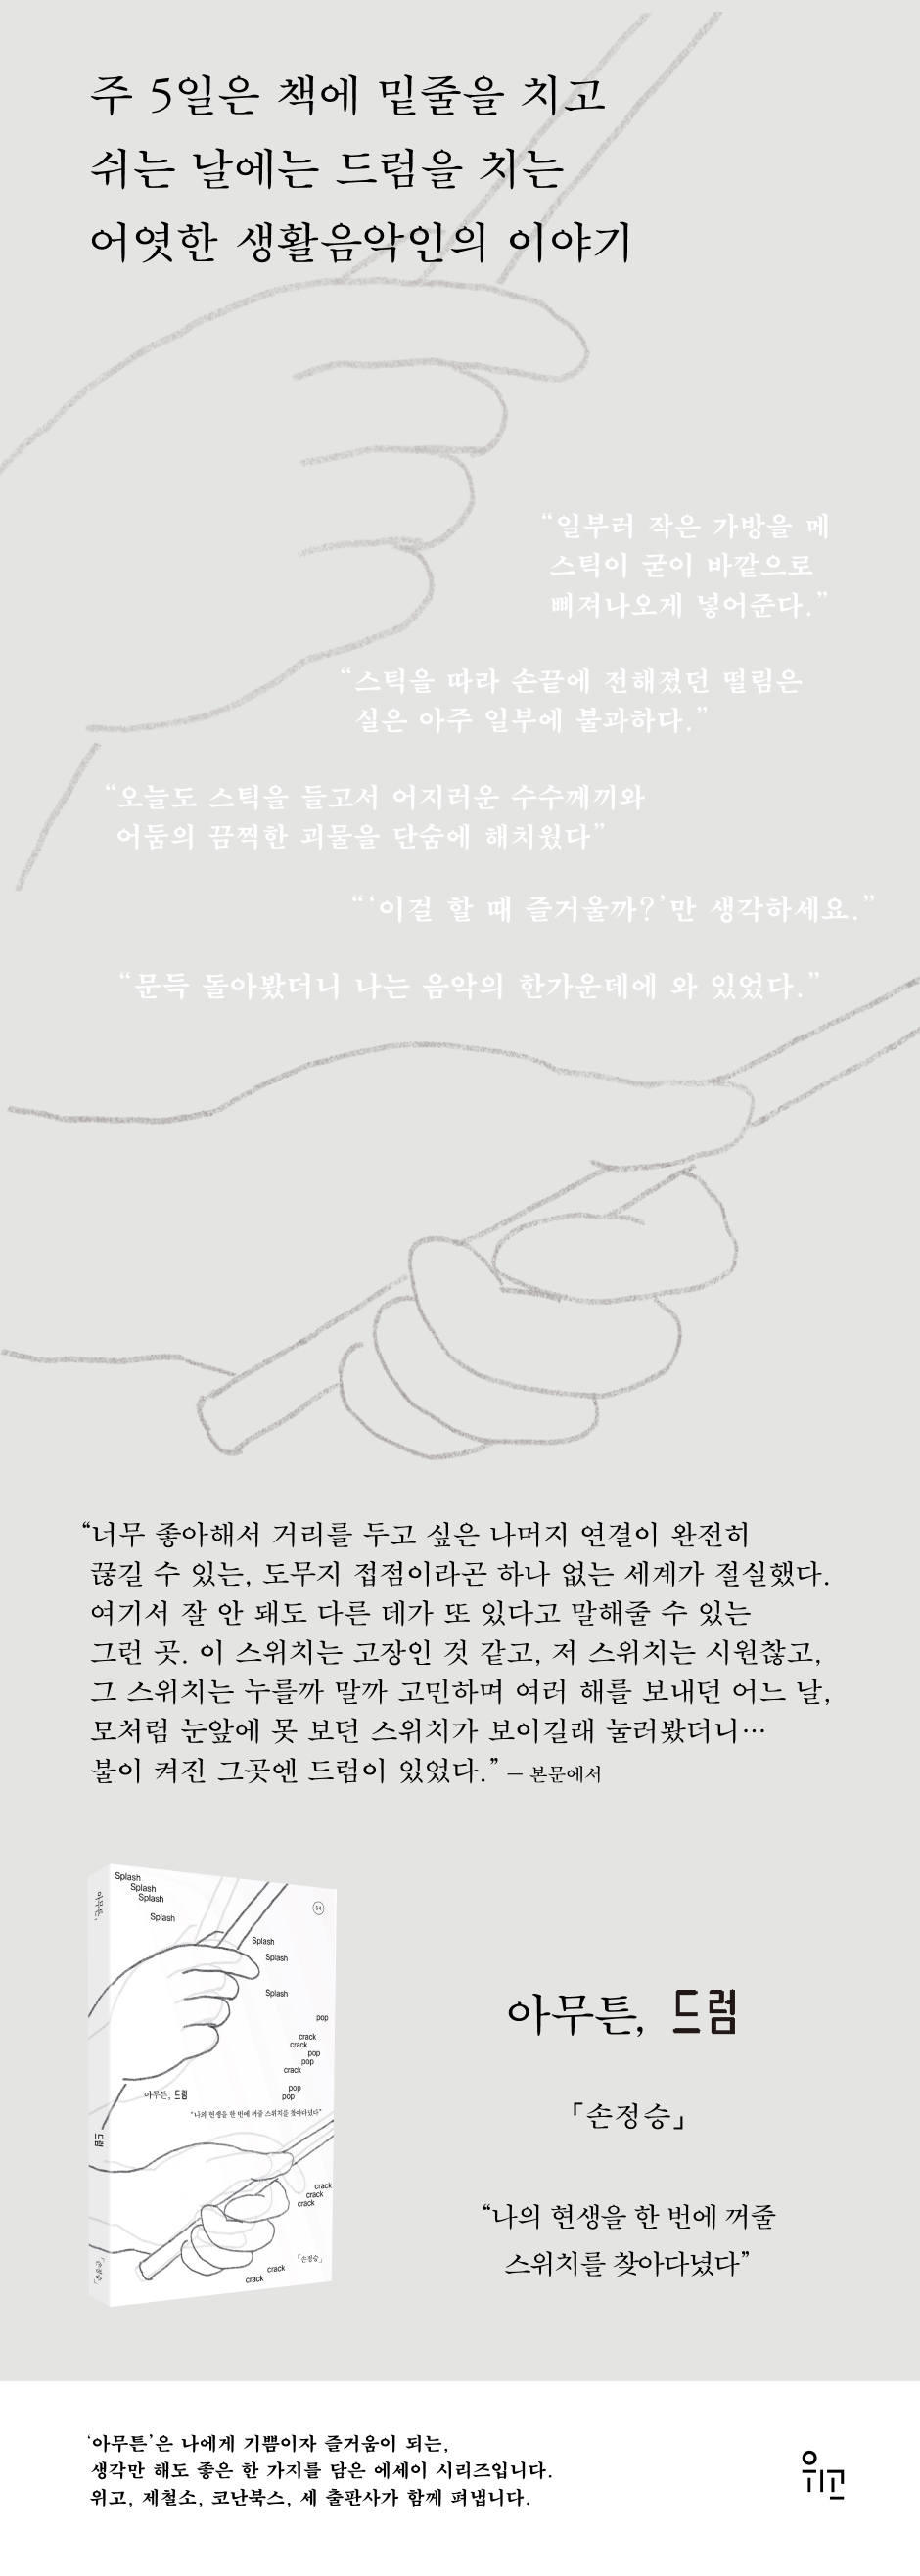 주 5일은 책에 밑줄을 치고
쉬는 날에는 드럼을 치는
어엿한 생활음악인의 이야기
“일부러 작은 가방을 메
스틱이 굳이 바깥으로
삐져나오게 넣어준다.”
“스틱을 따라 손끝에 전해졌던 떨림은
실은 아주 일부에 불과하다.”
“오늘도 스틱을 들고서 어지러운 수수께끼와
어둠의 끔찍한 괴물을 단숨에 해치웠다”
“‘이걸 할 때 즐거울까?’만 생각하세요.”
“문득 돌아봤더니 나는 음악의 한가운데에 와 있었다.”
“너무 좋아해서 거리를 두고 싶은 나머지 연결이 완전히
끊길 수 있는, 도무지 접점이라곤 하나 없는 세계가 절실했다.
여기서 잘 안 돼도 다른 데가 또 있다고 말해줄 수 있는
그런 곳. 이 스위치는 고장인 것 같고, 저 스위치는 시원찮고,
그 스위치는 누를까 말까 고민하며 여러 해를 보내던 어느 날,
모처럼 눈앞에 못 보던 스위치가 보이길래 눌러봤더니…
불이 켜진 그곳엔 드럼이 있었다.” — 본문에서
아무튼,
드럼
「손정승」
Splash
Splash
Splash
Splash
Splash
Splash
Splash
54
pop
crack
crack
pop
pop
crack
pop
pop
아무튼, 드럼
“나의 현생을 한 번에 꺼줄 스위치를 찾아다녔다”
crack
crack
crack
「손정승」
crack
crack
아무튼, 드럼
「손정승」
“나의 현생을 한 번에 꺼줄
스위치를 찾아다녔다”
‘아무튼’은 나에게 기쁨이자 즐거움이 되는,
생각만 해도 좋은 한 가지를 담은 에세이 시리즈입니다.
위고, 제철소, 코난북스, 세 출판사가 함께 펴냅니다.
위고